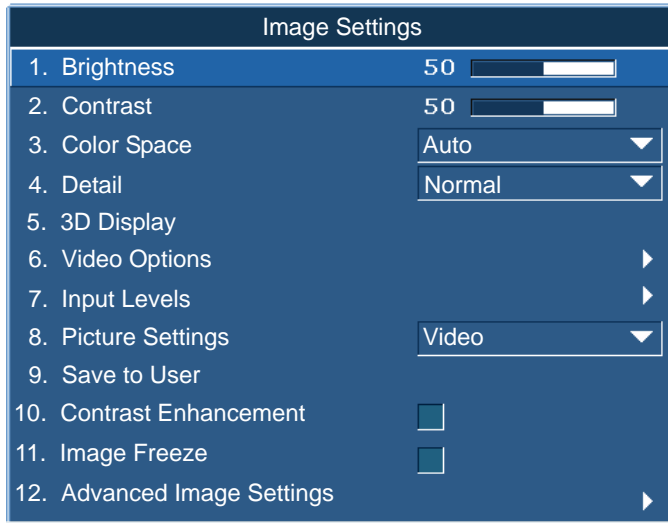 Image Settings
1. Brightness 50
2. Contrast 50
3. Color Space Auto
4. Detail Normal
5. 3D Display
6. Video Options
7. Input Levels
8. Picture Settings Video
9. Save to User
10. Contrast Enhancement
11. Image Freeze
12. Advanced Image Settings